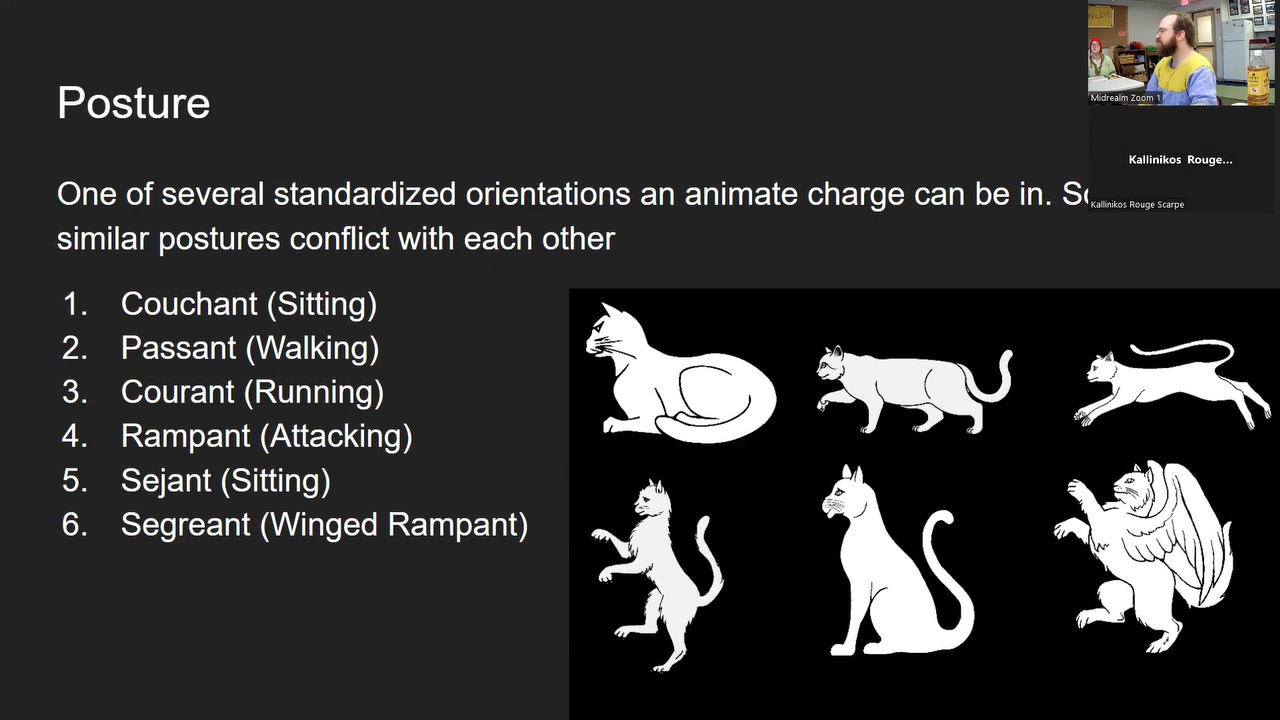 Posture
One of several standardized orientations an animate charge can be in.
similar postures conflict with each other
1. Couchant (Sitting)
2. Passant (Walking)
3. Courant (Running)
4. Rampant (Attacking)
5. Sejant (Sitting)
6. Segreant (Winged Rampant)
Midrealm Zoom 1
Kallinikos Rouge...
Kallinikos Rouge Scarpe